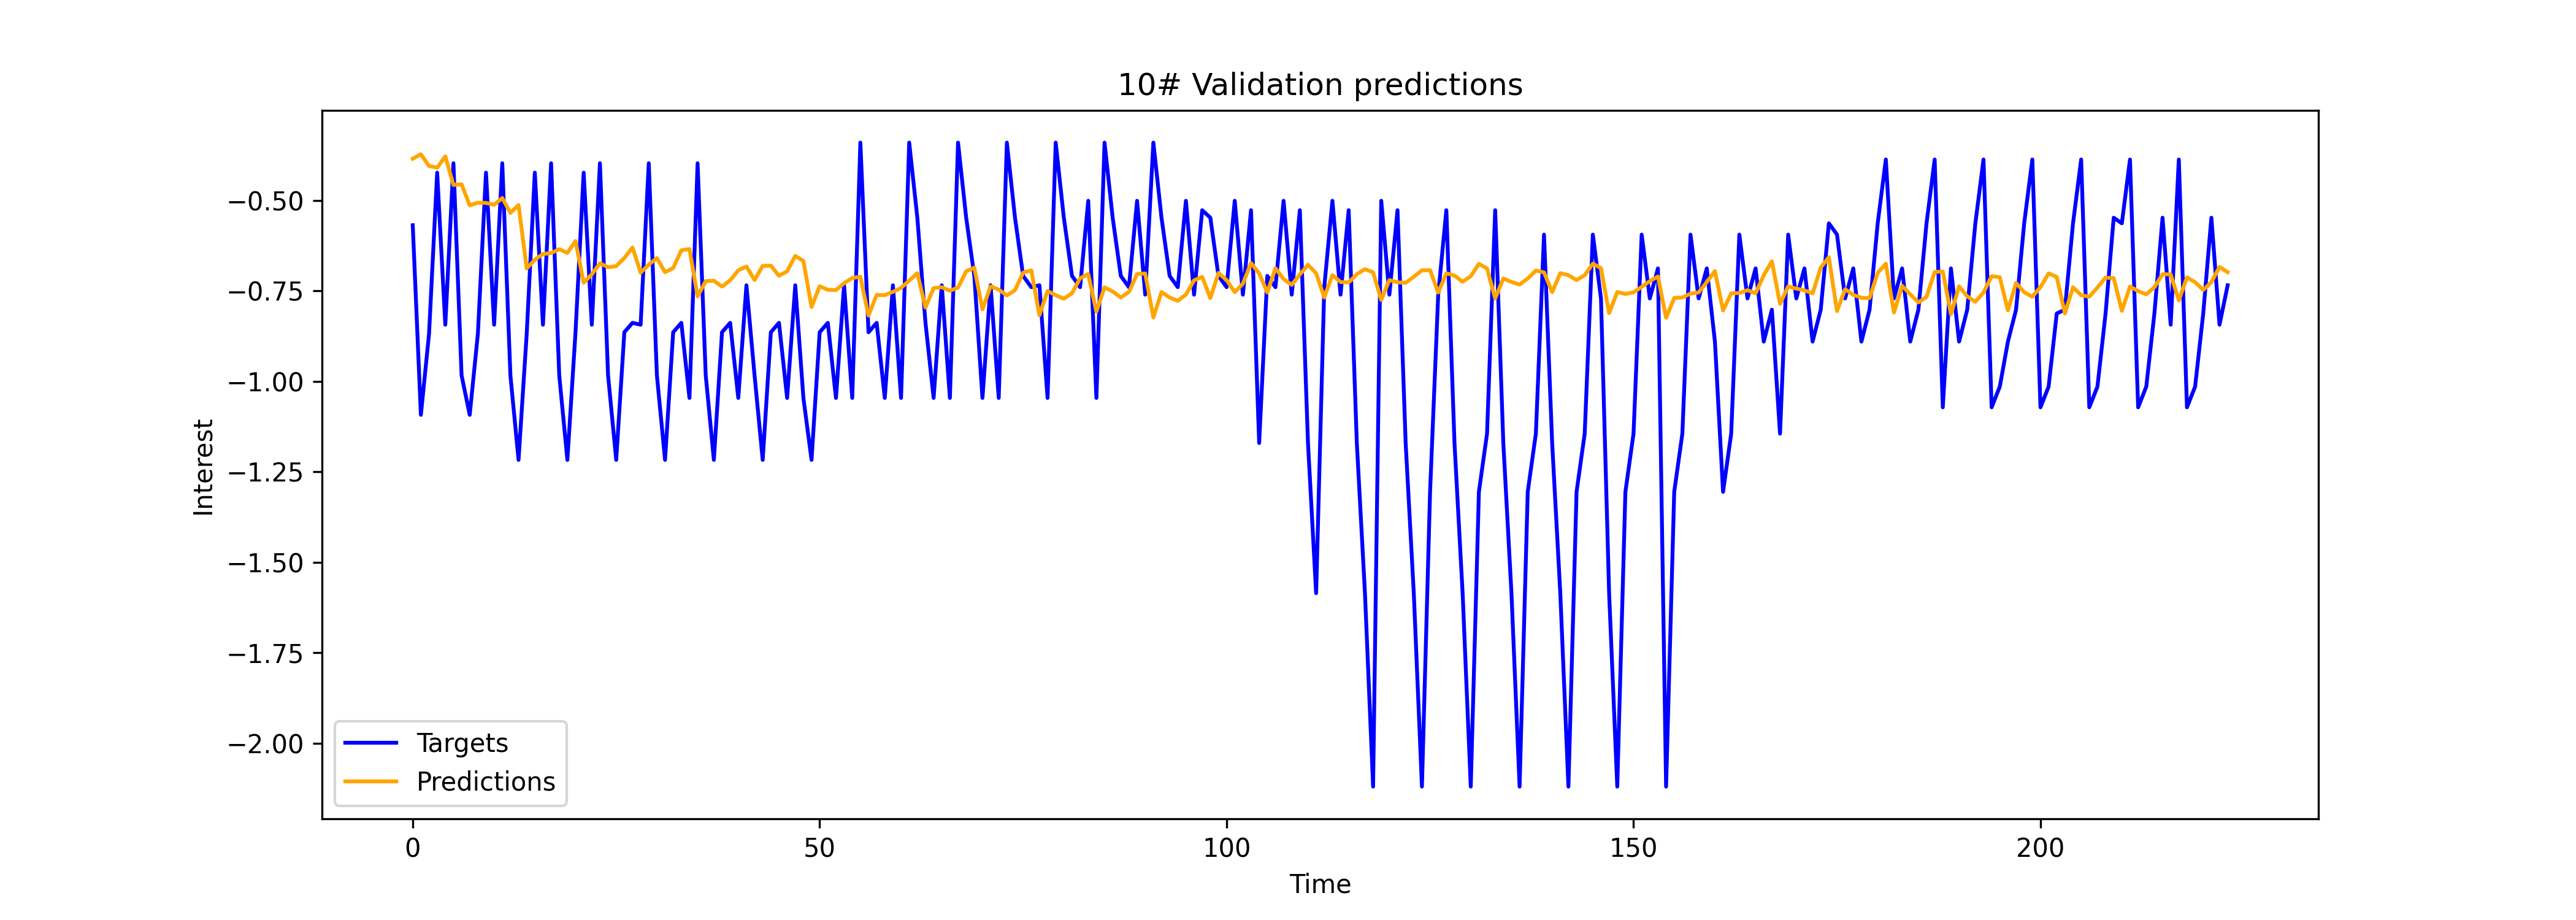 10# Validation predictions
Interest
−0.50
−0.75
−1.00
−1.25
−1.50
−1.75
−2.00
Targets
Predictions
0 50 100 150 200
Time